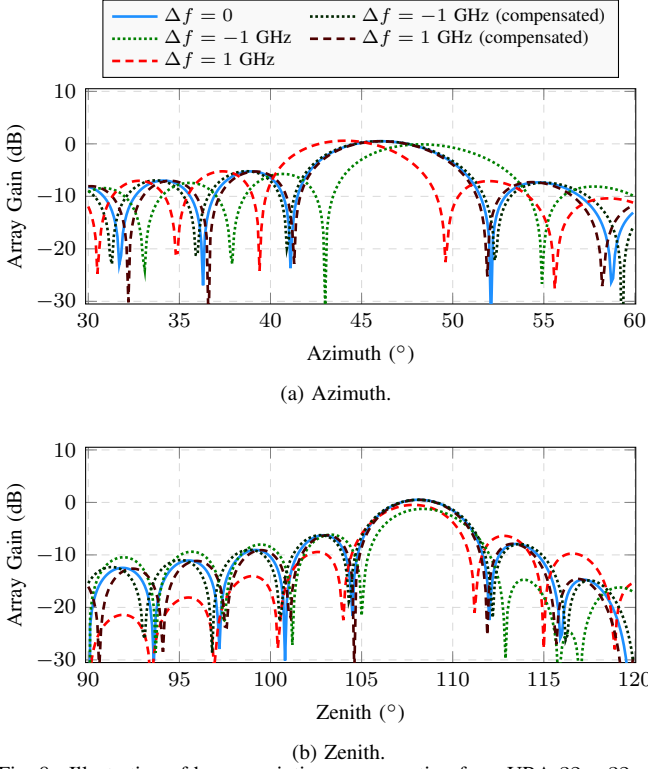 Δf = 0
Δf = −1 GHz
Δf = 1 GHz
Δf = −1 GHz (compensated)
Δf = 1 GHz (compensated)
10
0
−10
−20
−30
Array Gain (dB)
30 35 40 45 50 55 60
Azimuth (°)
(a) Azimuth.
10
0
−10
−20
−30
Array Gain (dB)
90 95 100 105 110 115 120
Zenith (°)
(b) Zenith.